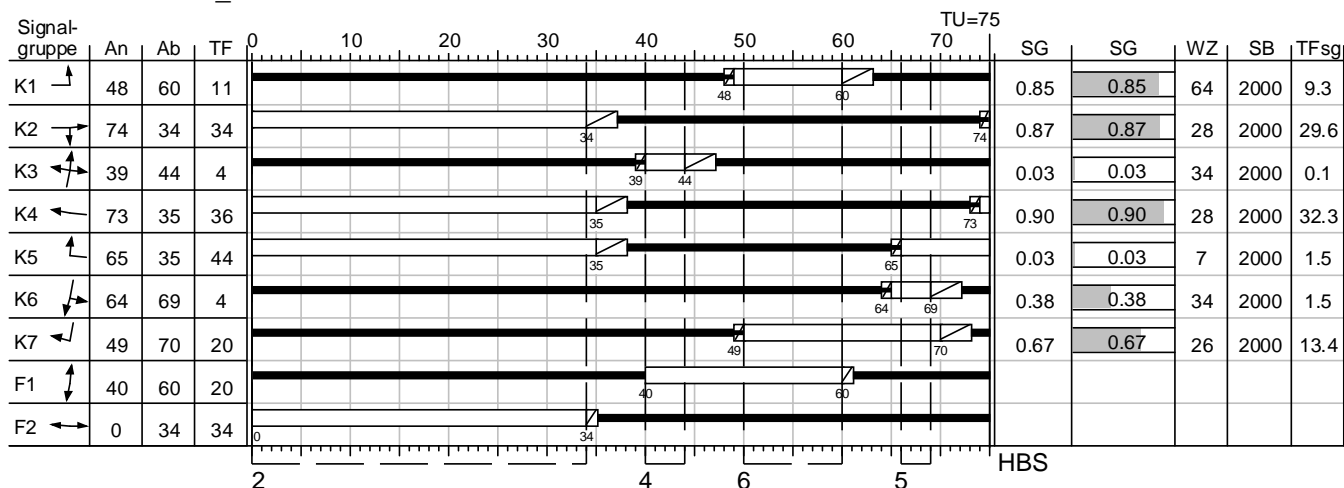 TU=75
Signal-
gruppe An Ab TF 0 10 20 30 40 50 60 70 SG SG WZ SB TFsg
K1 48 60 11 48 60 0.85 0.85 64 2000 9.3
K2 74 34 34 34 74 0.87 0.87 28 2000 29.6
K3 39 44 4 39 44 0.03 0.03 34 2000 0.1
K4 73 35 36 35 73 0.90 0.90 28 2000 32.3
K5 65 35 44 35 65 0.03 0.03 7 2000 1.5
K6 64 69 4 64 69 0.38 0.38 34 2000 1.5
K7 49 70 20 49 70 0.67 0.67 26 2000 13.4
F1 40 60 20 40 60
F2 0 34 34 0 34
HBS
2 4 6 5